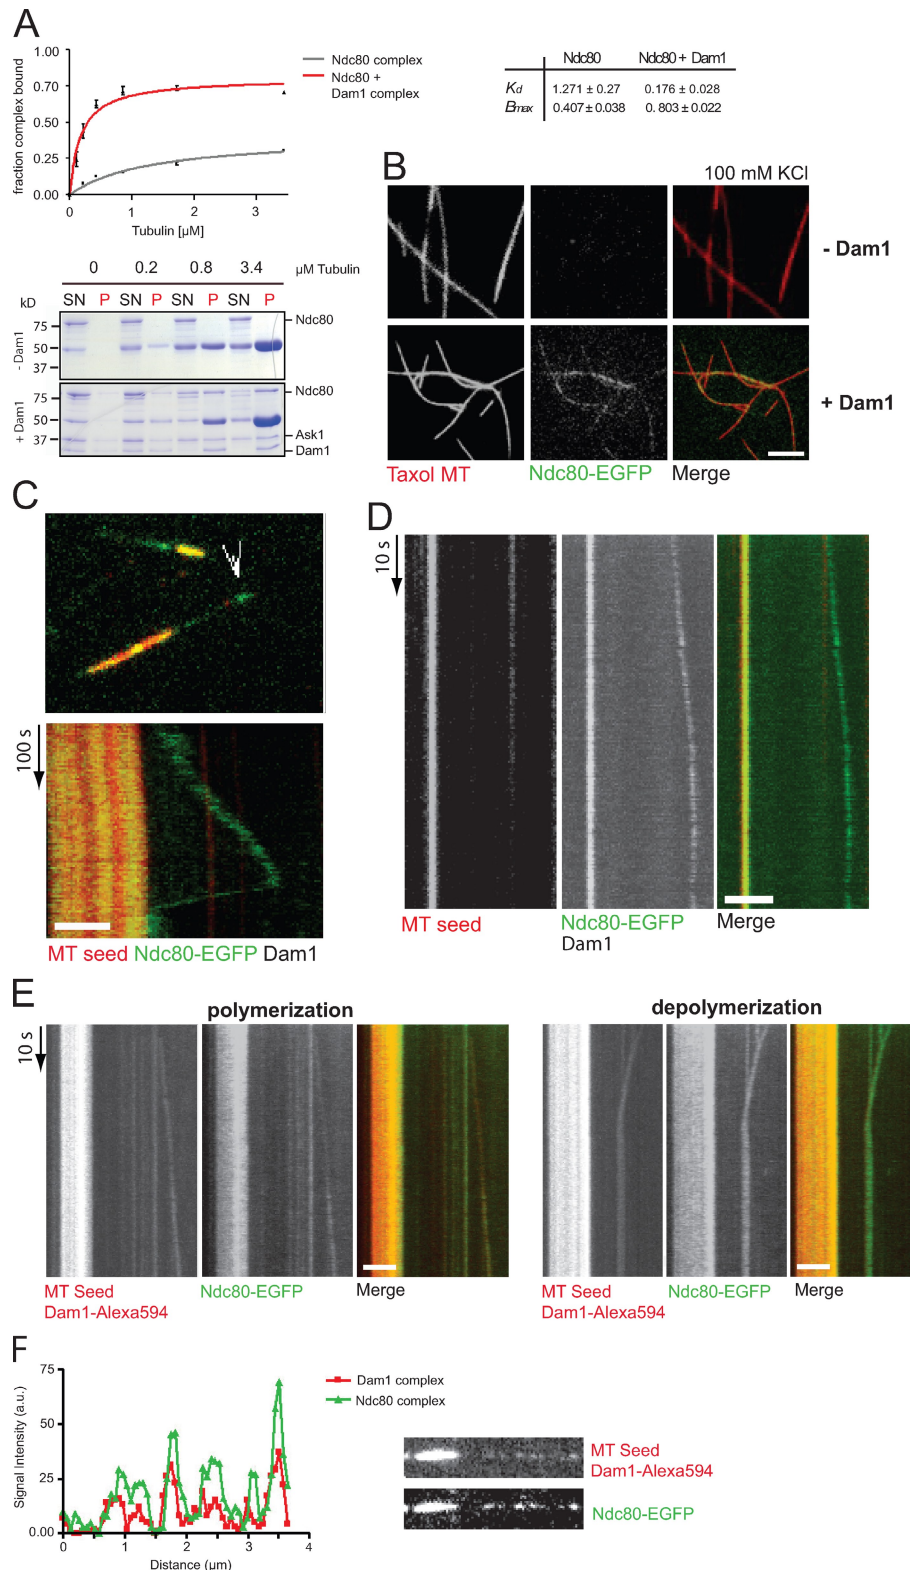 A
1.00
0.70
0.50
0.25
0.00
fraction complex bound
0 1 2 3
Tubulin [µM]
Ndc80 complex
Ndc80 +
Dam1 complex
Ndc80 Ndc80 + Dam1
Kd 1.271 ± 0.27 0.176 ± 0.028
Bmax 0.407 ± 0.038 0.803 ± 0.022
0 0.2 0.8 3.4 µM Tubulin
kD SN P SN P SN P SN P
75
50
37
- Dam1
Ndc80
75
50
37
+ Dam1
Ndc80
Ask1
Dam1
B
100 mM KCl
- Dam1
+ Dam1
Taxol MT Ndc80-EGFP Merge
C
100 s
MT seed Ndc80-EGFP Dam1
D
10 s
MT seed Ndc80-EGFP Merge
Dam1
E
polymerization depolymerization
10 s
MT Seed Ndc80-EGFP Merge
Dam1-Alexa594
MT Seed Ndc80-EGFP Merge
Dam1-Alexa594
F
75
50
25
0.00
Signal Intensity (a.u.)
0 1 2 3 4
Distance (µm)
Dam1 complex
Ndc80 complex
MT Seed
Dam1-Alexa594
Ndc80-EGFP